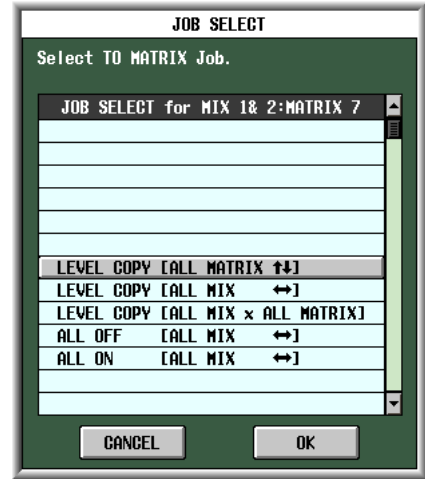 JOB SELECT
Select TO MATRIX Job.
JOB SELECT for MIX 1& 2:MATRIX 7
LEVEL COPY [ALL MATRIX ↑↓]
LEVEL COPY [ALL MIX ↔]
LEVEL COPY [ALL MIX x ALL MATRIX]
ALL OFF [ALL MIX ↔]
ALL ON [ALL MIX ↔]
CANCEL OK